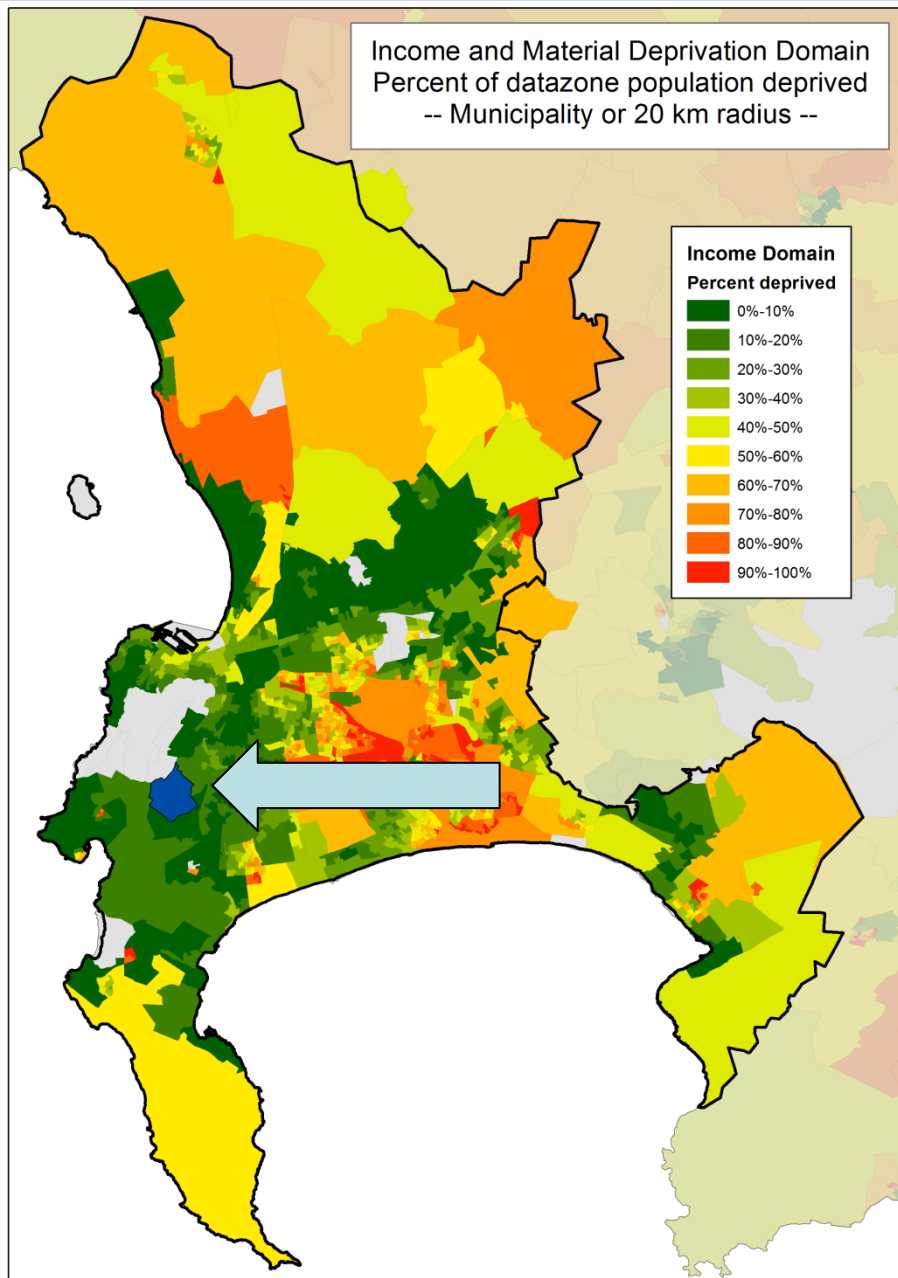 Income and Material Deprivation Domain
Percent of datazone population deprived
-- Municipality or 20 km radius --
Income Domain
Percent deprived
0%-10%
10%-20%
20%-30%
30%-40%
40%-50%
50%-60%
60%-70%
70%-80%
80%-90%
90%-100%